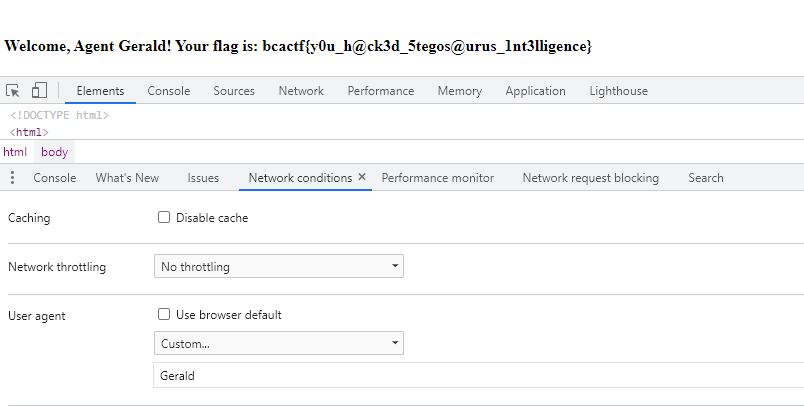 Welcome, Agent Gerald! Your flag is: bcactf{y0u_h@ck3d_5tegos@urus_1nt3lligence}
Elements Console Sources Network Performance Memory Application Lighthouse
<!DOCTYPE html>
<html>
html body
Console What's New Issues Network conditions × Performance monitor Network request blocking Search
Caching Disable cache
Network throttling No throttling
User agent Use browser default
Custom...
Gerald